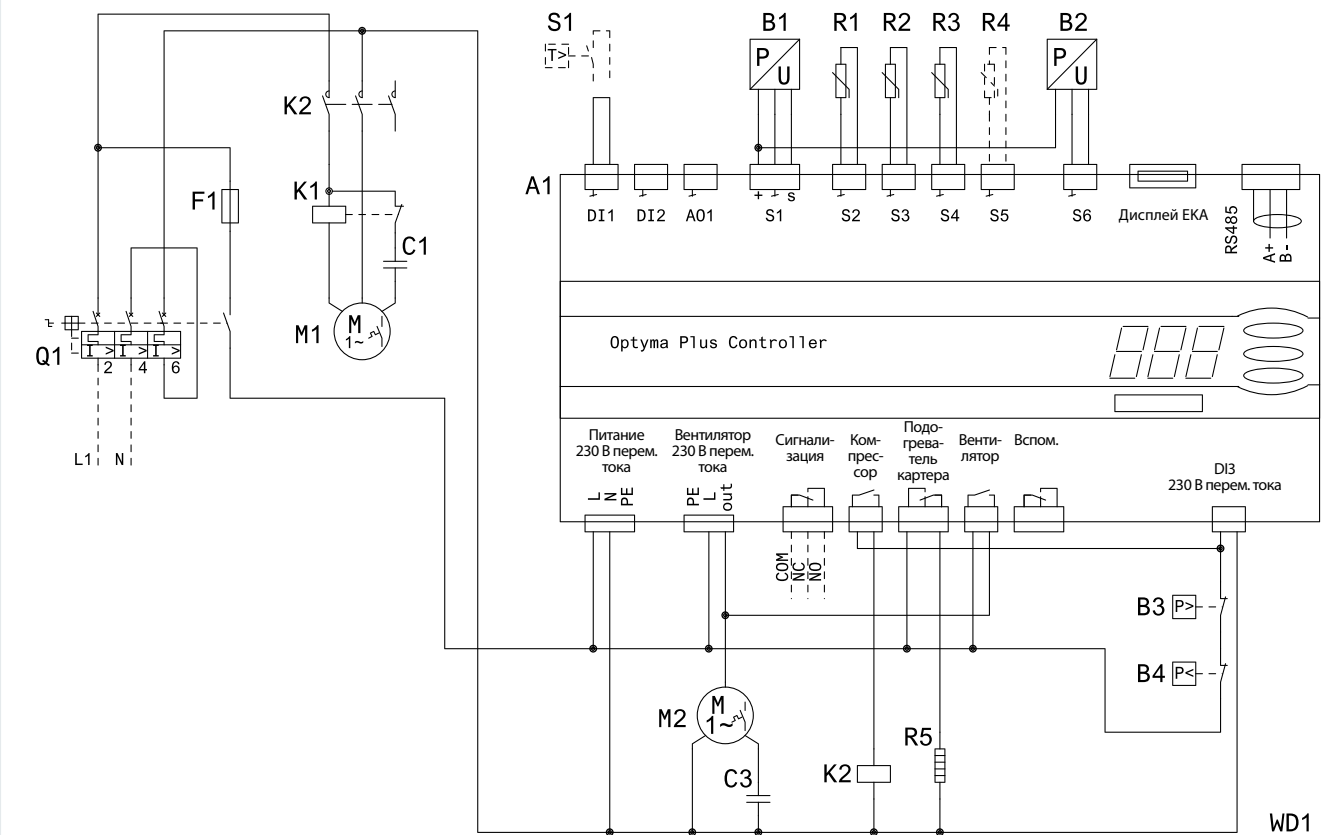 S1
B1
R1
R2
R3
R4
B2
T>
P
U
P
U
K2
A1
K1
F1
C1
+
s
DI1
DI2
AO1
S1
S2
S3
S4
S5
S6
Дисплей EKA
RS485
A+
B-
M1
M
1~
Q1
I >
I >
I >
2
4
6
Optyma Plus Controller
L1
N
Питание
230 В перем.
тока
Вентилятор
230 В перем.
тока
Сигнали-
зация
Ком-
прес-
сор
Подо-
грева-
тель
картера
Венти-
лятор
Вспом.
DI3
230 В перем. тока
L
N
PE
PE
L
out
COM
NC
NO
B3
P>
B4
P<
M2
M
1~
C3
K2
R5
WD1